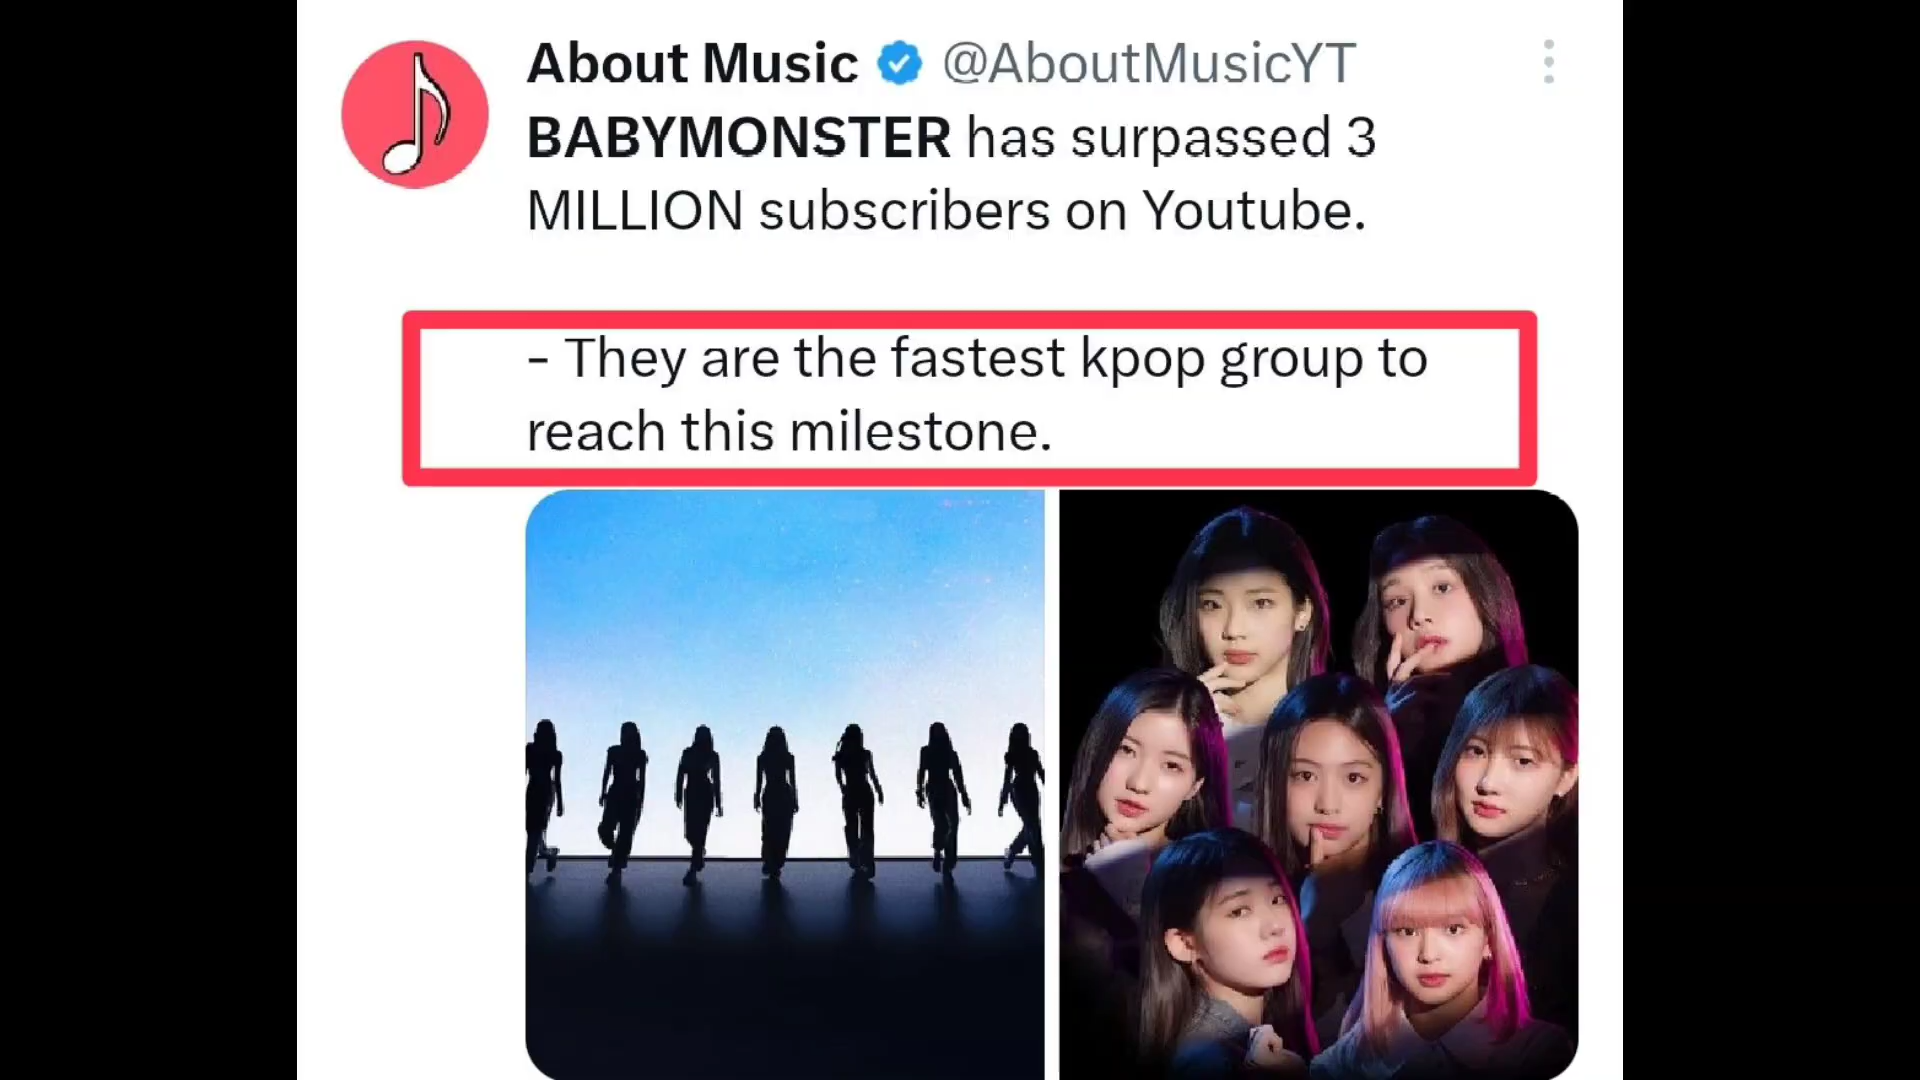 About Music @AboutMusicYT
BABYMONSTER has surpassed 3
MILLION subscribers on Youtube.
- They are the fastest kpop group to
reach this milestone.